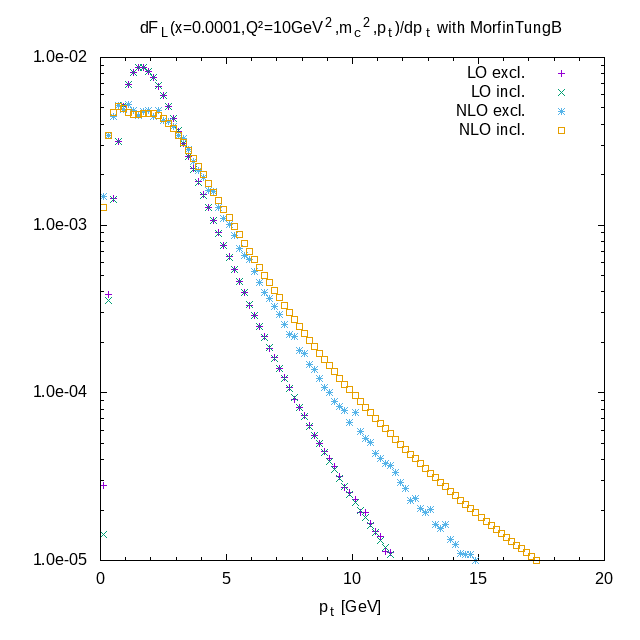 dF_L(x=0.0001,Q²=10GeV²,m_c²,p_t)/dp_t with MorfinTungB
1.0e-02
LO excl.
LO incl.
NLO excl.
NLO incl.
1.0e-03
1.0e-04
1.0e-05
0 5 10 15 20
p_t [GeV]